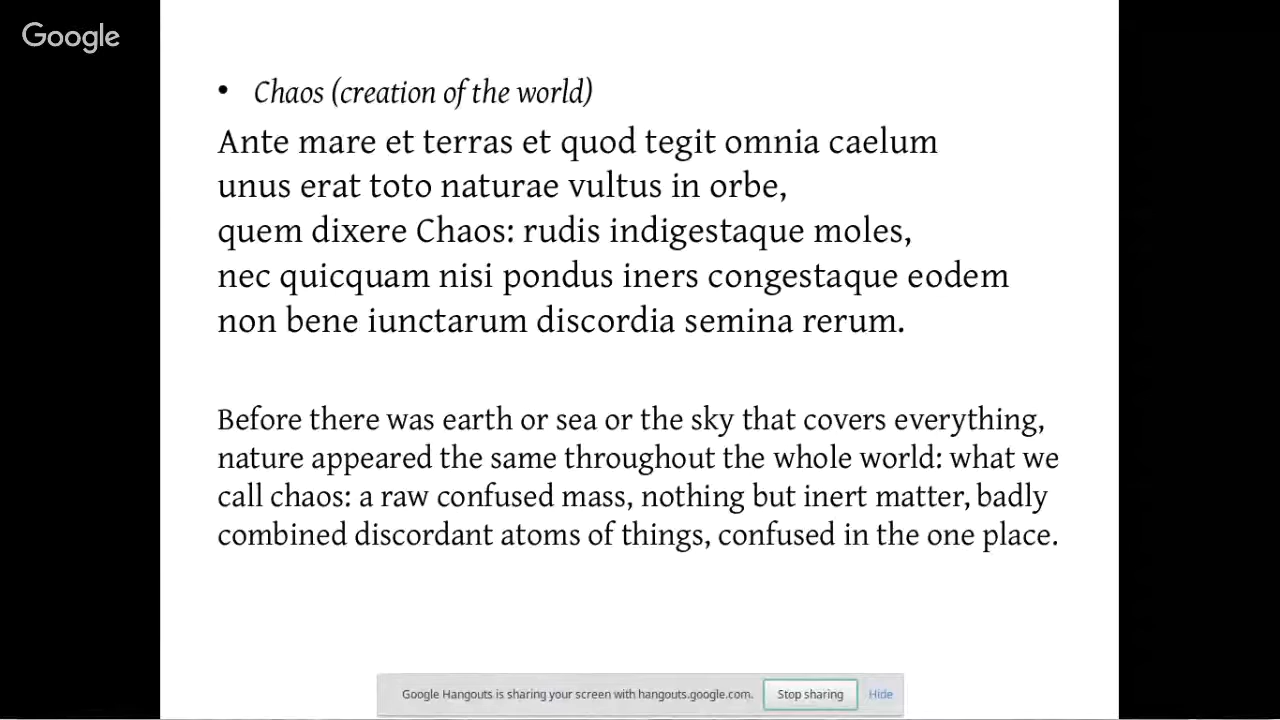 Google
• Chaos (creation of the world)
Ante mare et terras et quod tegit omnia caelum
unus erat toto naturae vultus in orbe,
quem dixere Chaos: rudis indigestaque moles,
nec quicquam nisi pondus iners congestaque eodem
non bene iunctarum discordia semina rerum.
Before there was earth or sea or the sky that covers everything,
nature appeared the same throughout the whole world: what we
call chaos: a raw confused mass, nothing but inert matter, badly
combined discordant atoms of things, confused in the one place.
Google Hangouts is sharing your screen with hangouts.google.com. Stop sharing Hide